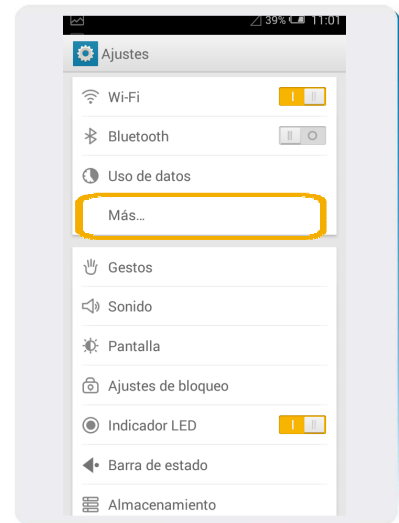 39% 11:01
Ajustes
Wi-Fi
Bluetooth
Uso de datos
Más...
Gestos
Sonido
Pantalla
Ajustes de bloqueo
Indicador LED
Barra de estado
Almacenamiento